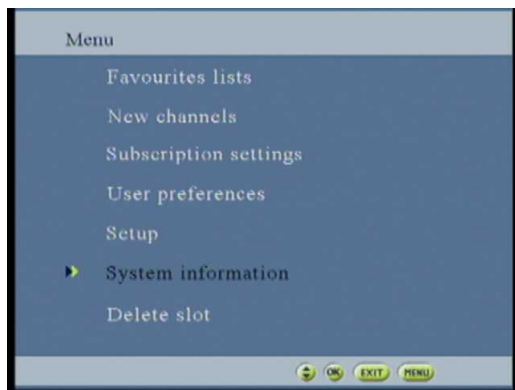 Menu
Favourites lists
New channels
Subscription settings
User preferences
Setup
System information
Delete slot
OK EXIT MENU